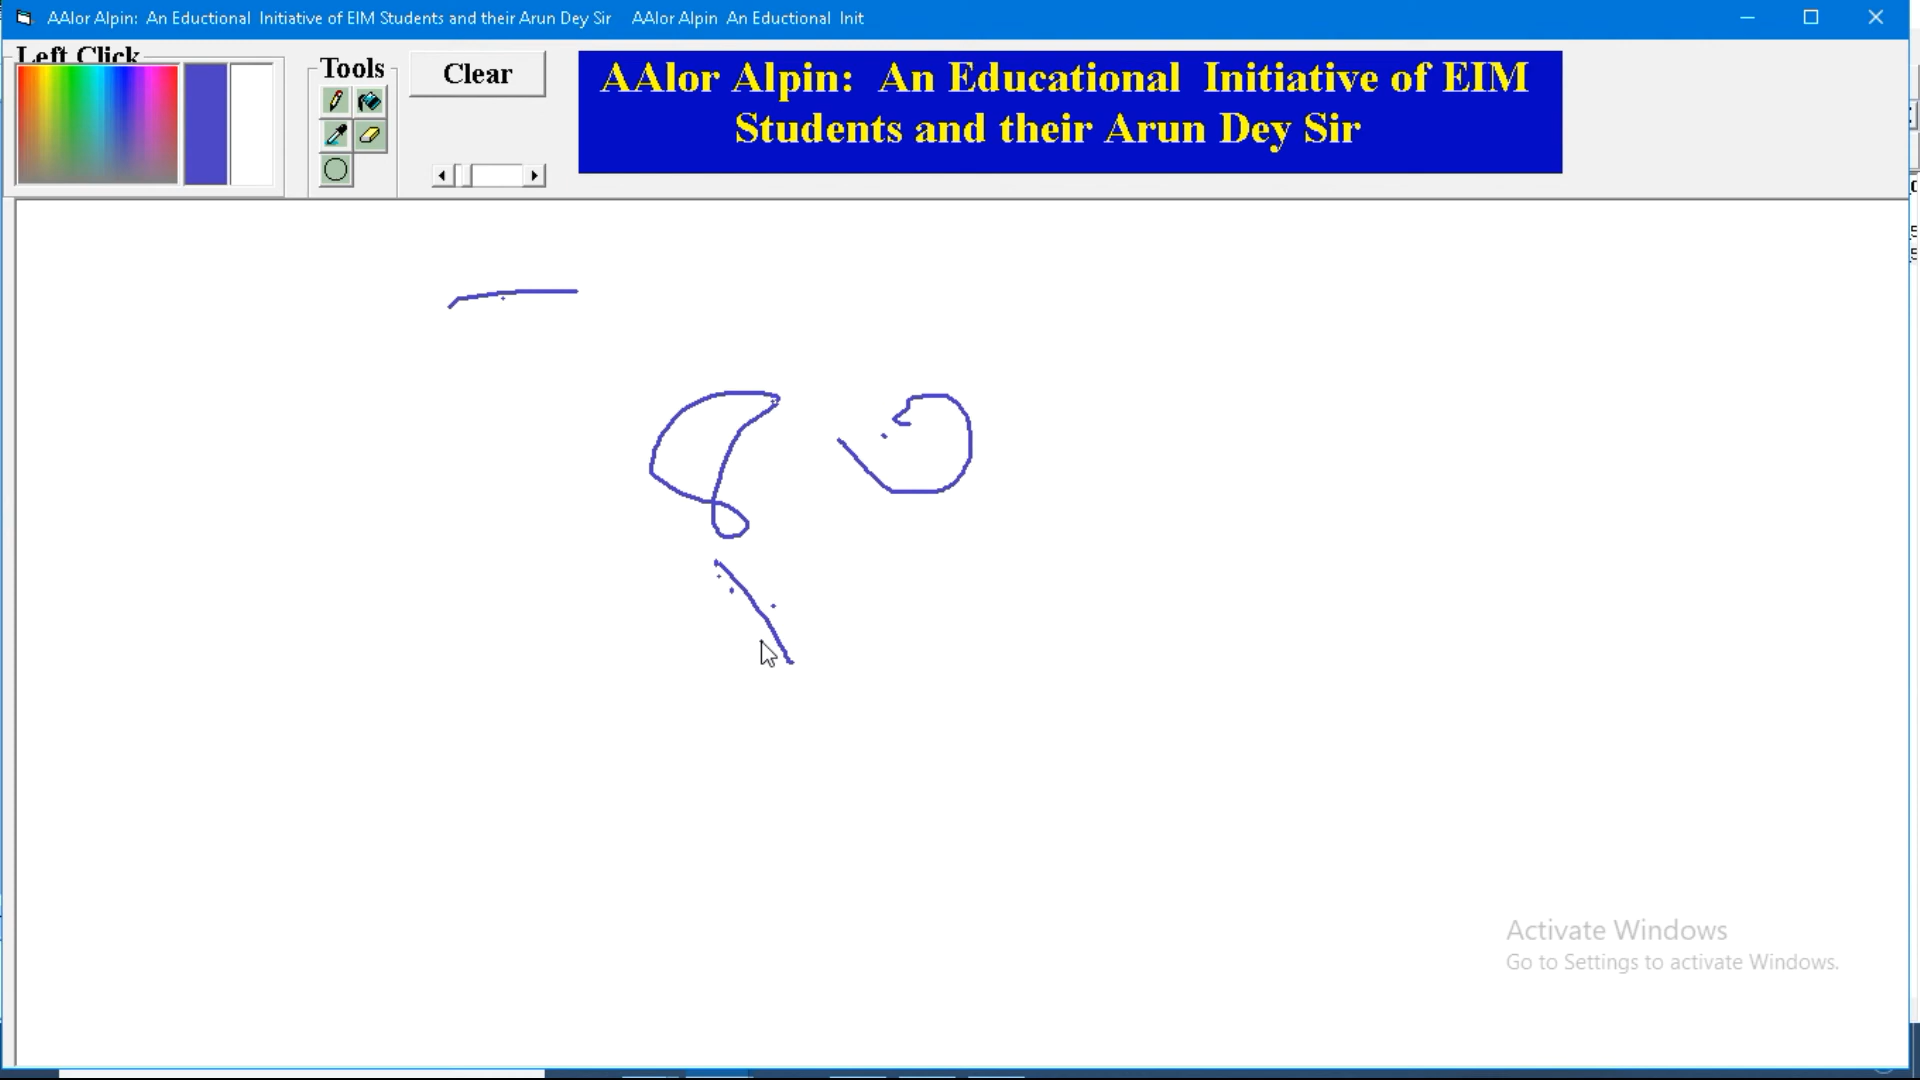 AAlor Alpin:  An Eductional  Initiative of EIM Students and their Arun Dey Sir     AAlor Alpin  An Eductional  Init
Left Click
Tools
Clear
AAlor Alpin:  An Educational  Initiative of EIM
Students and their Arun Dey Sir
Activate Windows
Go to Settings to activate Windows.